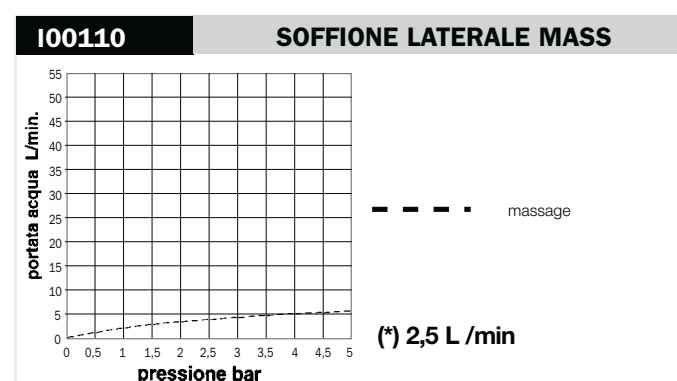 I00110
SOFFIONE LATERALE MASS
portata acqua L/min.
55
50
45
40
35
30
25
20
15
10
5
0
0 0,5 1 1,5 2 2,5 3 3,5 4 4,5 5
pressione bar
massage
(*) 2,5 L /min